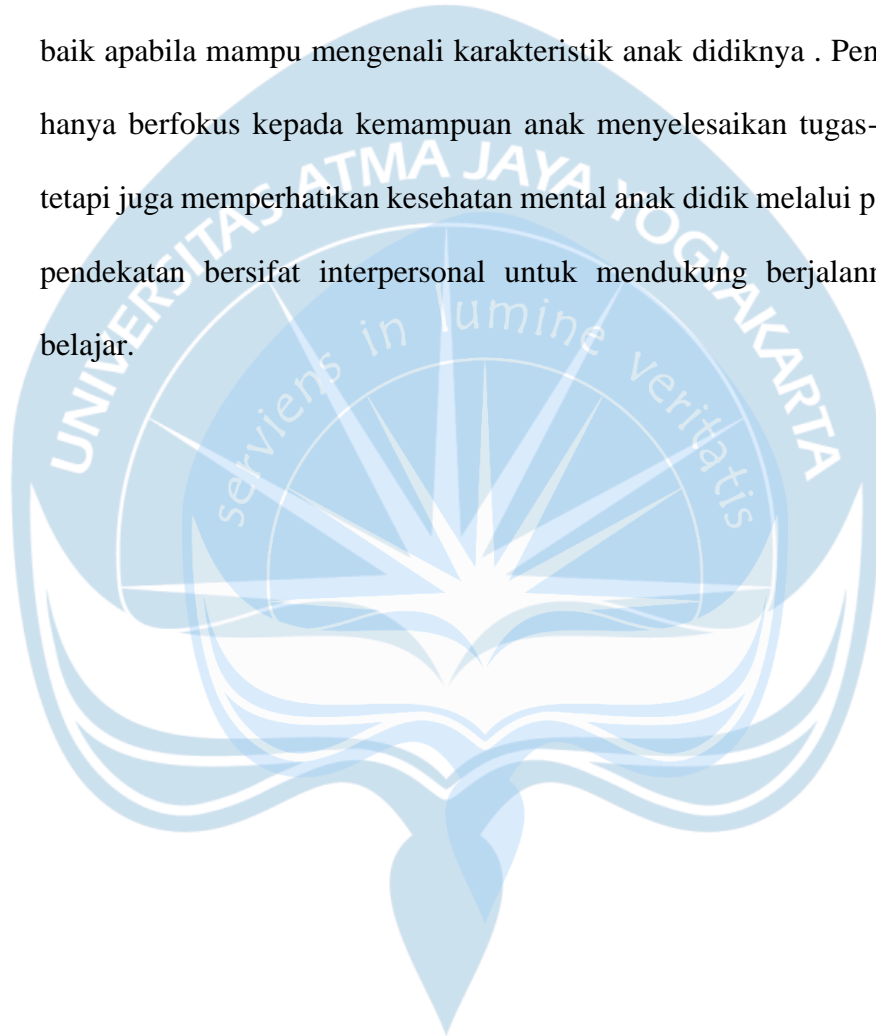 baik apabila mampu mengenali karakteristik anak didiknya . Pen
hanya berfokus kepada kemampuan anak menyelesaikan tugas-
tetapi juga memperhatikan kesehatan mental anak didik melalui p
pendekatan bersifat interpersonal untuk mendukung berjalann
belajar.
UNIVERSITAS ATMA JAYA YOGYAKARTA
serviens in lumine veritatis